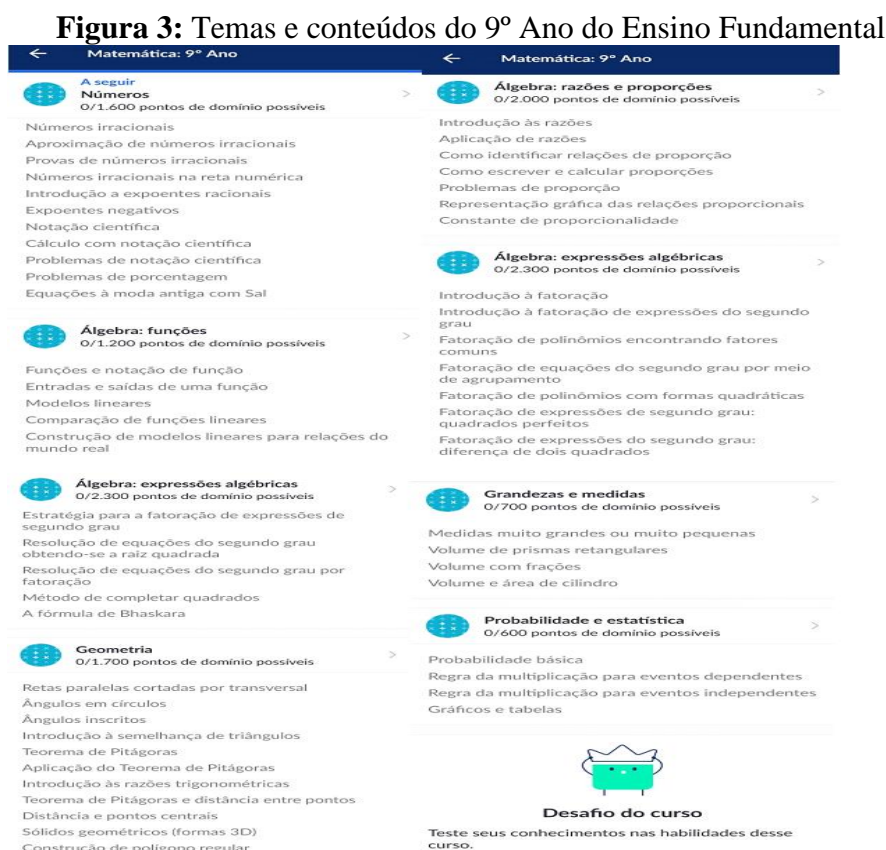 Figura 3: Temas e conteúdos do 9º Ano do Ensino Fundamental
Matemática: 9º Ano
A seguir
Números
0/1.600 pontos de domínio possíveis
Números irracionais
Aproximação de números irracionais
Provas de números irracionais
Números irracionais na reta numérica
Introdução a expoentes racionais
Expoentes negativos
Notação científica
Cálculo com notação científica
Problemas de notação científica
Problemas de porcentagem
Equações à moda antiga com Sal
Álgebra: funções
0/1.200 pontos de domínio possíveis
Funções e notação de função
Entradas e saídas de uma função
Modelos lineares
Comparação de funções lineares
Construção de modelos lineares para relações do
mundo real
Álgebra: expressões algébricas
0/2.300 pontos de domínio possíveis
Estratégia para a fatoração de expressões de
segundo grau
Resolução de equações do segundo grau
obtendo-se a raiz quadrada
Resolução de equações do segundo grau por
fatoração
Método de completar quadrados
A fórmula de Bhaskara
Geometria
0/1.700 pontos de domínio possíveis
Retas paralelas cortadas por transversal
Ângulos em círculos
Ângulos inscritos
Introdução à semelhança de triângulos
Teorema de Pitágoras
Aplicação do Teorema de Pitágoras
Introdução às razões trigonométricas
Teorema de Pitágoras e distância entre pontos
Distância e pontos centrais
Sólidos geométricos (formas 3D)
Construção de polígono regular
Matemática: 9º Ano
Álgebra: razões e proporções
0/2.000 pontos de domínio possíveis
Introdução às razões
Aplicação de razões
Como identificar relações de proporção
Como escrever e calcular proporções
Problemas de proporção
Representação gráfica das relações proporcionais
Constante de proporcionalidade
Álgebra: expressões algébricas
0/2.300 pontos de domínio possíveis
Introdução à fatoração
Introdução à fatoração de expressões do segundo
grau
Fatoração de polinômios encontrando fatores
comuns
Fatoração de equações do segundo grau por meio
de agrupamento
Fatoração de polinômios com formas quadráticas
Fatoração de expressões de segundo grau:
quadrados perfeitos
Fatoração de expressões do segundo grau:
diferença de dois quadrados
Grandezas e medidas
0/700 pontos de domínio possíveis
Medidas muito grandes ou muito pequenas
Volume de prismas retangulares
Volume com frações
Volume e área de cilindro
Probabilidade e estatística
0/600 pontos de domínio possíveis
Probabilidade básica
Regra da multiplicação para eventos dependentes
Regra da multiplicação para eventos independentes
Gráficos e tabelas
Desafio do curso
Teste seus conhecimentos nas habilidades desse
curso.